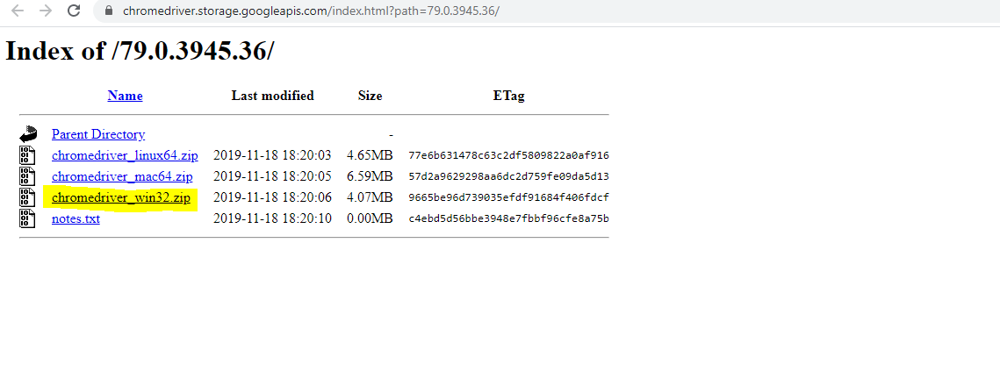 chromedriver.storage.googleapis.com/index.html?path=79.0.3945.36/
Index of /79.0.3945.36/
Name Last modified Size ETag
Parent Directory -
chromedriver_linux64.zip 2019-11-18 18:20:03 4.65MB 77e6b631478c63c2df5809822a0af916
chromedriver_mac64.zip 2019-11-18 18:20:05 6.59MB 57d2a9629298aa6dc2d759fe09da5d13
chromedriver_win32.zip 2019-11-18 18:20:06 4.07MB 9665be96d739035efdf91684f406fdcf
notes.txt 2019-11-18 18:20:10 0.00MB c4ebd5d56bbe3948e7fbbf96cfe8a75b